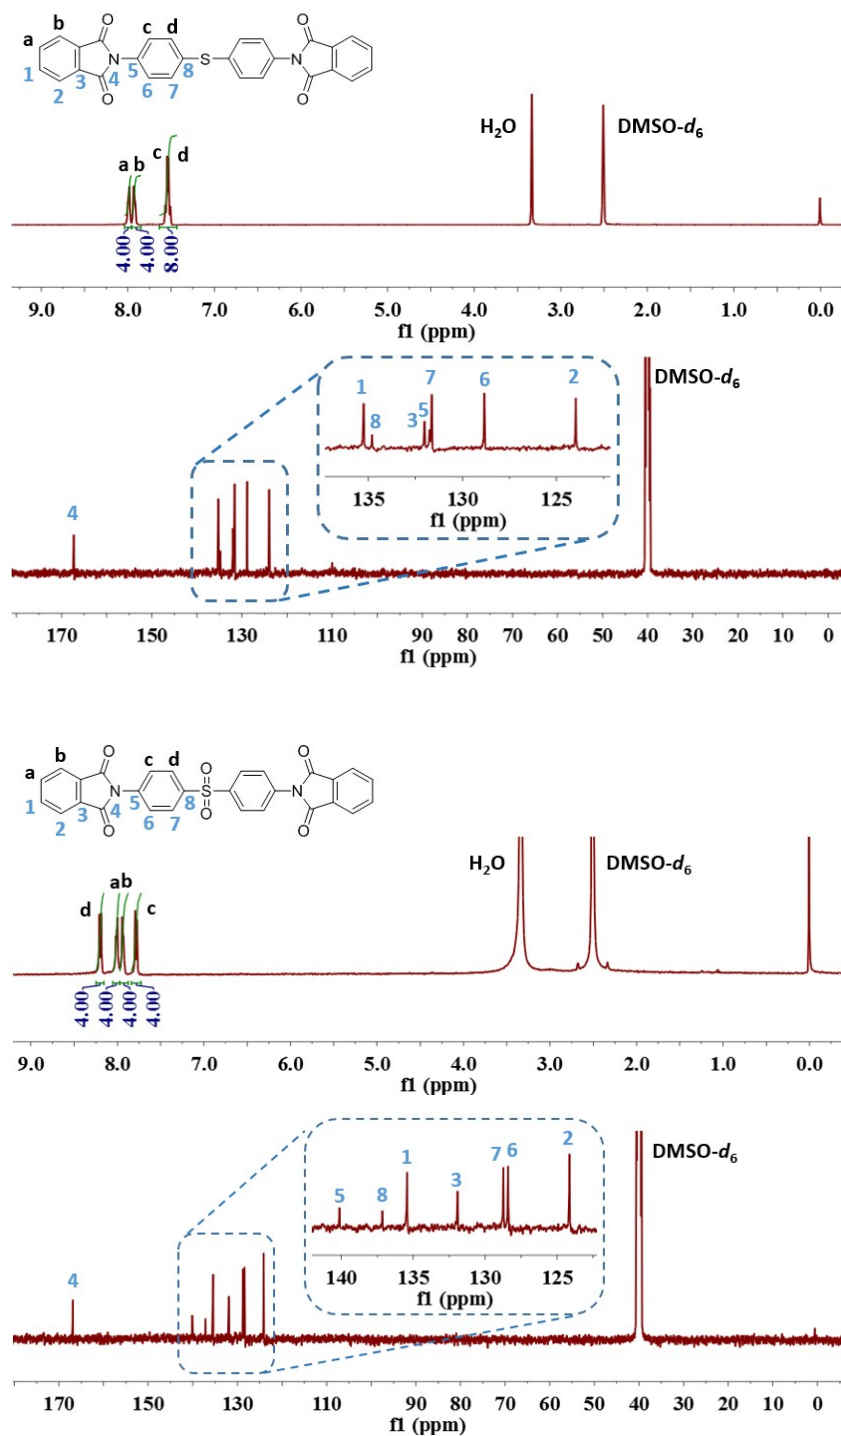 O O
b c d
a
N S N
1 3 4 5 8
2 6 7
O O
H2O DMSO-d6
a b c d
4.00 4.00 8.00
9.0 8.0 7.0 6.0 5.0 4.0 3.0 2.0 1.0 0.0
f1 (ppm)
DMSO-d6
1 8 3 5 7 6 2
135 130 125
f1 (ppm)
4
170 150 130 110 90 80 70 60 50 40 30 20 10 0
f1 (ppm)
O O
b c d O
a
N S N
1 3 4 5 8 O
2 6 7
O O
H2O DMSO-d6
d a b c
4.00 4.00 4.00 4.00
9.0 8.0 7.0 6.0 5.0 4.0 3.0 2.0 1.0 0.0
f1 (ppm)
DMSO-d6
5 8 1 3 7 6 2
140 135 130 125
f1 (ppm)
4
170 150 130 110 90 80 70 60 50 40 30 20 10 0
f1 (ppm)